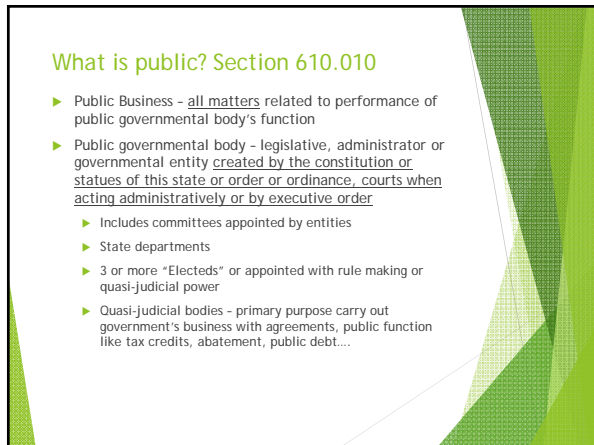 What is public? Section 610.010
▶ Public Business – all matters related to performance of
public governmental body's function
▶ Public governmental body – legislative, administrator or
governmental entity created by the constitution or
statues of this state or order or ordinance, courts when
acting administratively or by executive order
▶ Includes committees appointed by entities
▶ State departments
▶ 3 or more “Electeds” or appointed with rule making or
quasi-judicial power
▶ Quasi-judicial bodies – primary purpose carry out
government's business with agreements, public function
like tax credits, abatement, public debt….